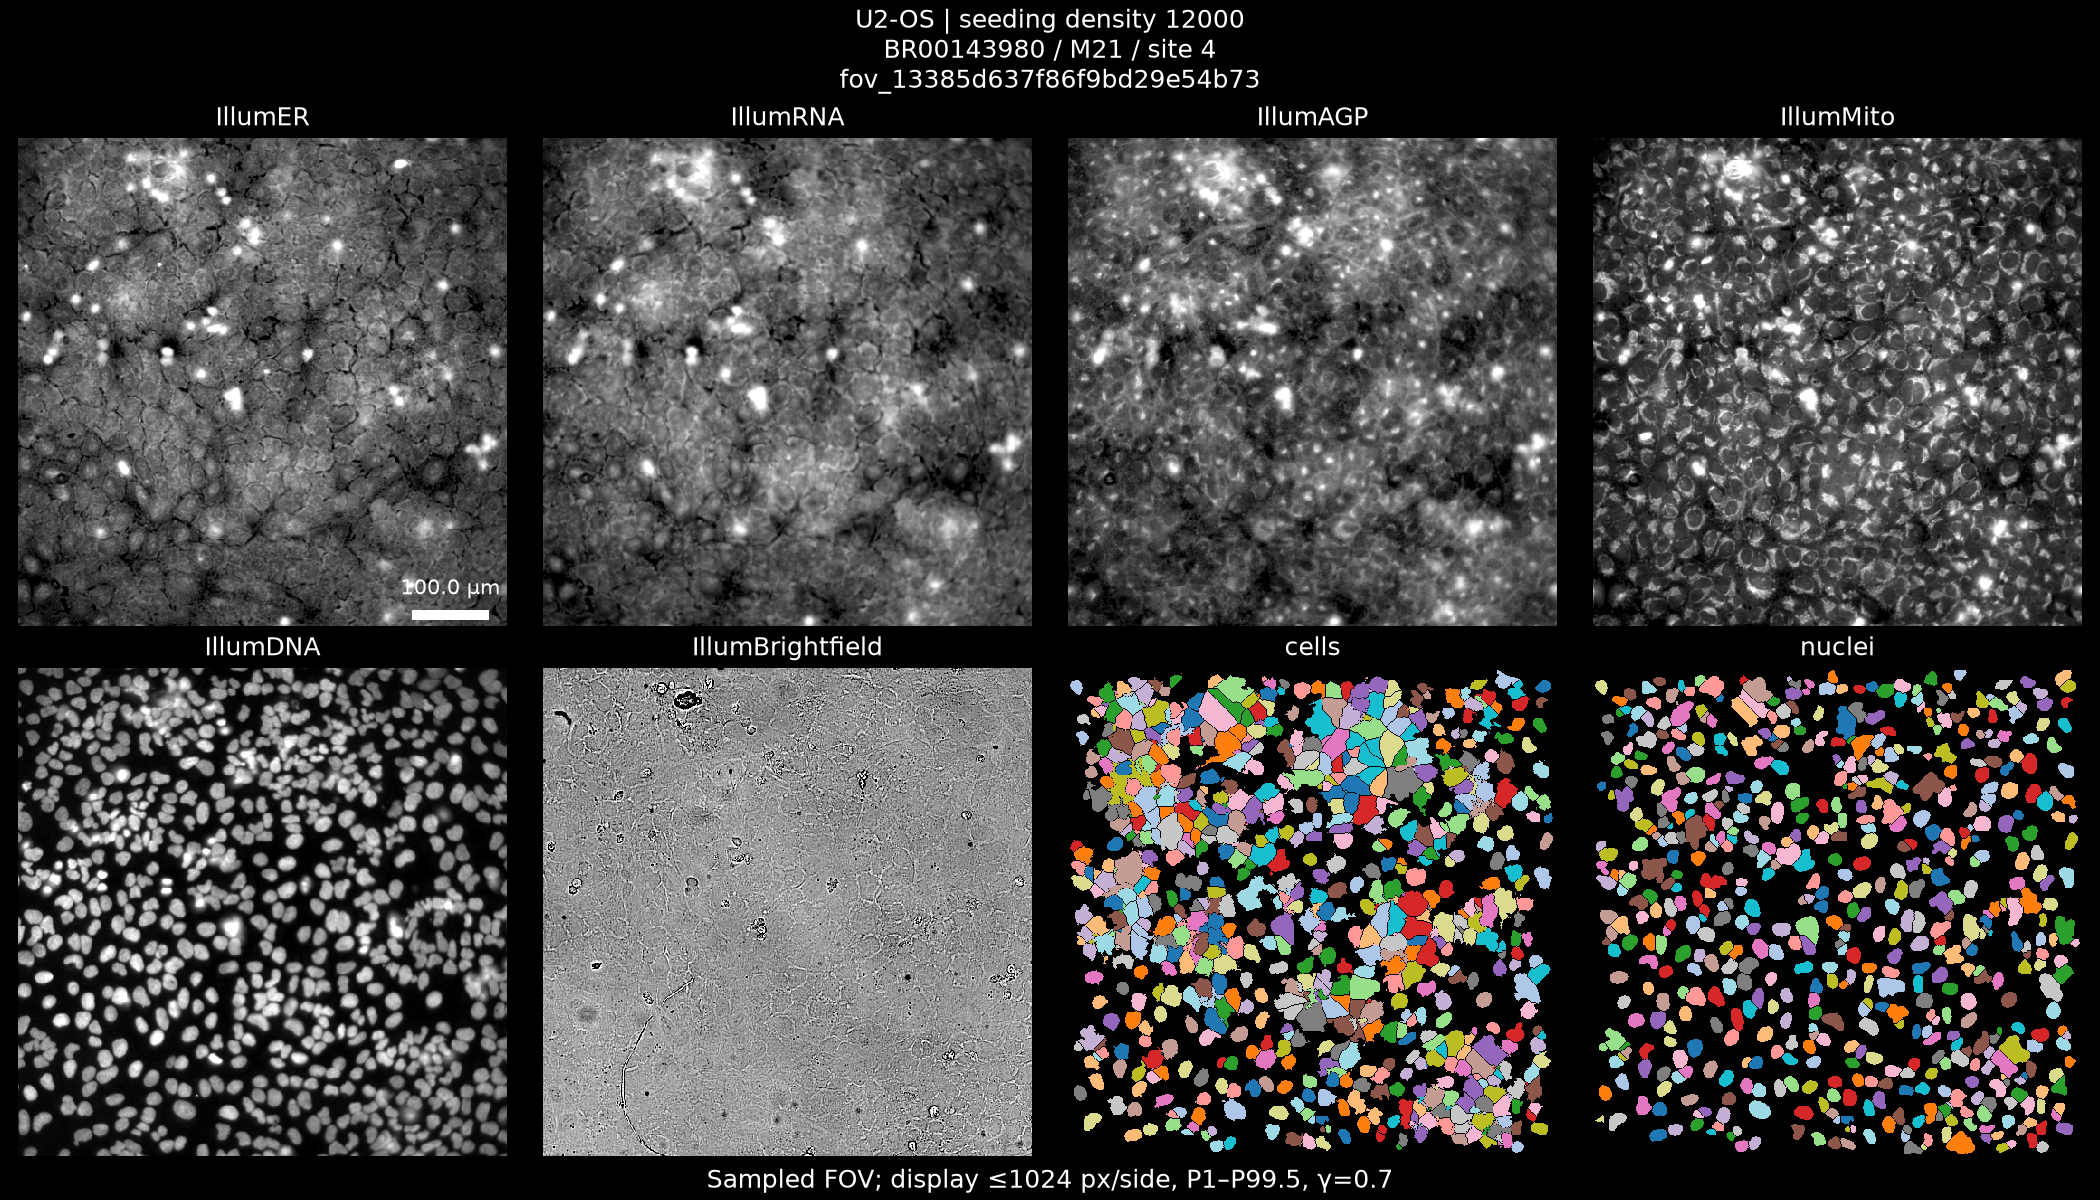 U2-OS | seeding density 12000
BR00143980 / M21 / site 4
fov_13385d637f86f9bd29e54b73
IllumER
IllumRNA
IllumAGP
IllumMito
100.0 μm
IllumDNA
IllumBrightfield
cells
nuclei
Sampled FOV; display ≤1024 px/side, P1–P99.5, γ=0.7